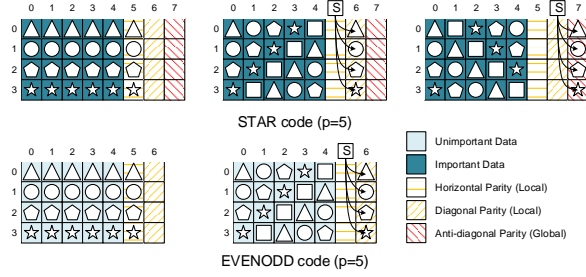 0 1 2 3 4 5 6 7
0
1
2
3
S
0 1 2 3 4 6 7
0
1
2
3
S
0 1 2 3 4 5 7
0
1
2
3
STAR code (p=5)
0 1 2 3 4 5 6
0
1
2
3
S
0 1 2 3 4 6
0
1
2
3
EVENODD code (p=5)
Unimportant Data
Important Data
Horizontal Parity (Local)
Diagonal Parity (Local)
Anti-diagonal Parity (Global)